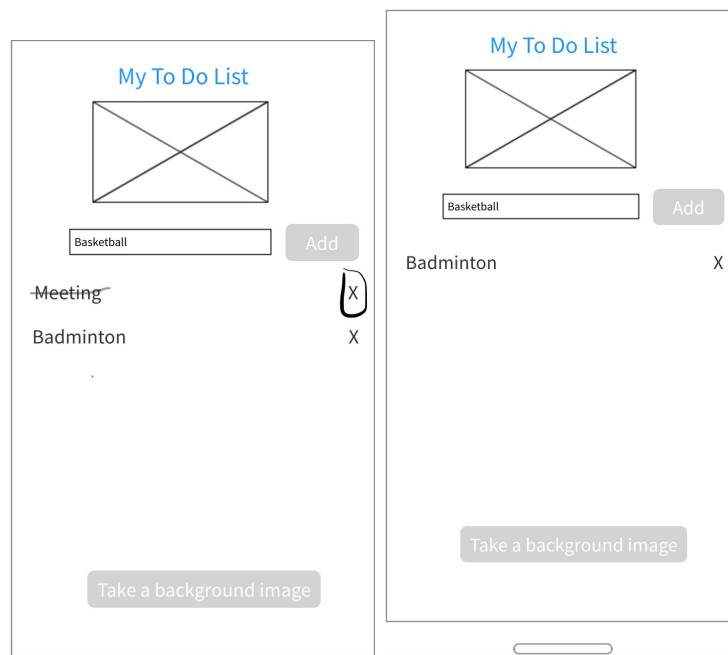 My To Do List
Basketball
Add
Meeting
X
Badminton
X
Take a background image
My To Do List
Basketball
Add
Badminton
X
Take a background image